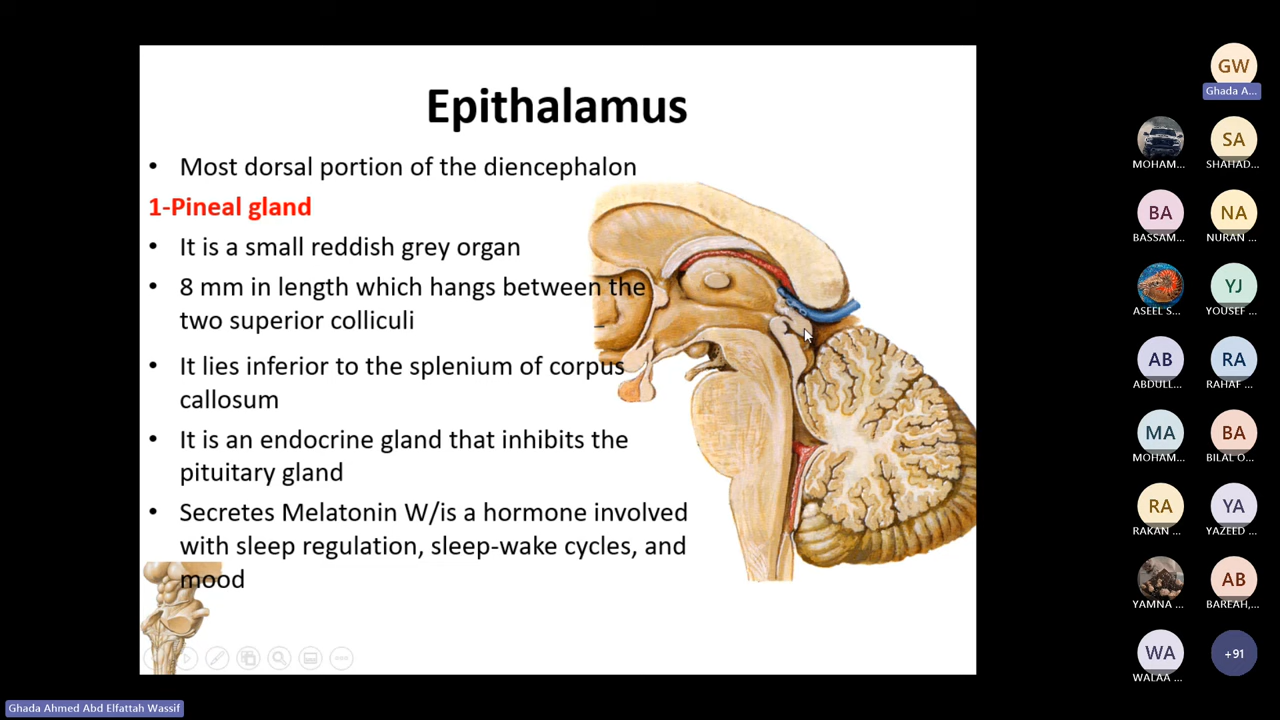 Epithalamus
• Most dorsal portion of the diencephalon
1-Pineal gland
• It is a small reddish grey organ
• 8 mm in length which hangs between the
two superior colliculi
• It lies inferior to the splenium of corpus
callosum
• It is an endocrine gland that inhibits the
pituitary gland
• Secretes Melatonin W/is a hormone involved
with sleep regulation, sleep-wake cycles, and
mood
GW
Ghada A...
MOHAM...
SA
SHAHAD...
BA
BASSAM...
NA
NURAN ...
ASEEL S...
YJ
YOUSEF ...
AB
ABDULL...
RA
RAHAF ...
MA
MOHAM...
BA
BILAL O...
RA
RAKAN ...
YA
YAZEED ...
YAMNA ...
AB
BAREAH,...
WA
WALAA ...
+91
Ghada Ahmed Abd Elfattah Wassif